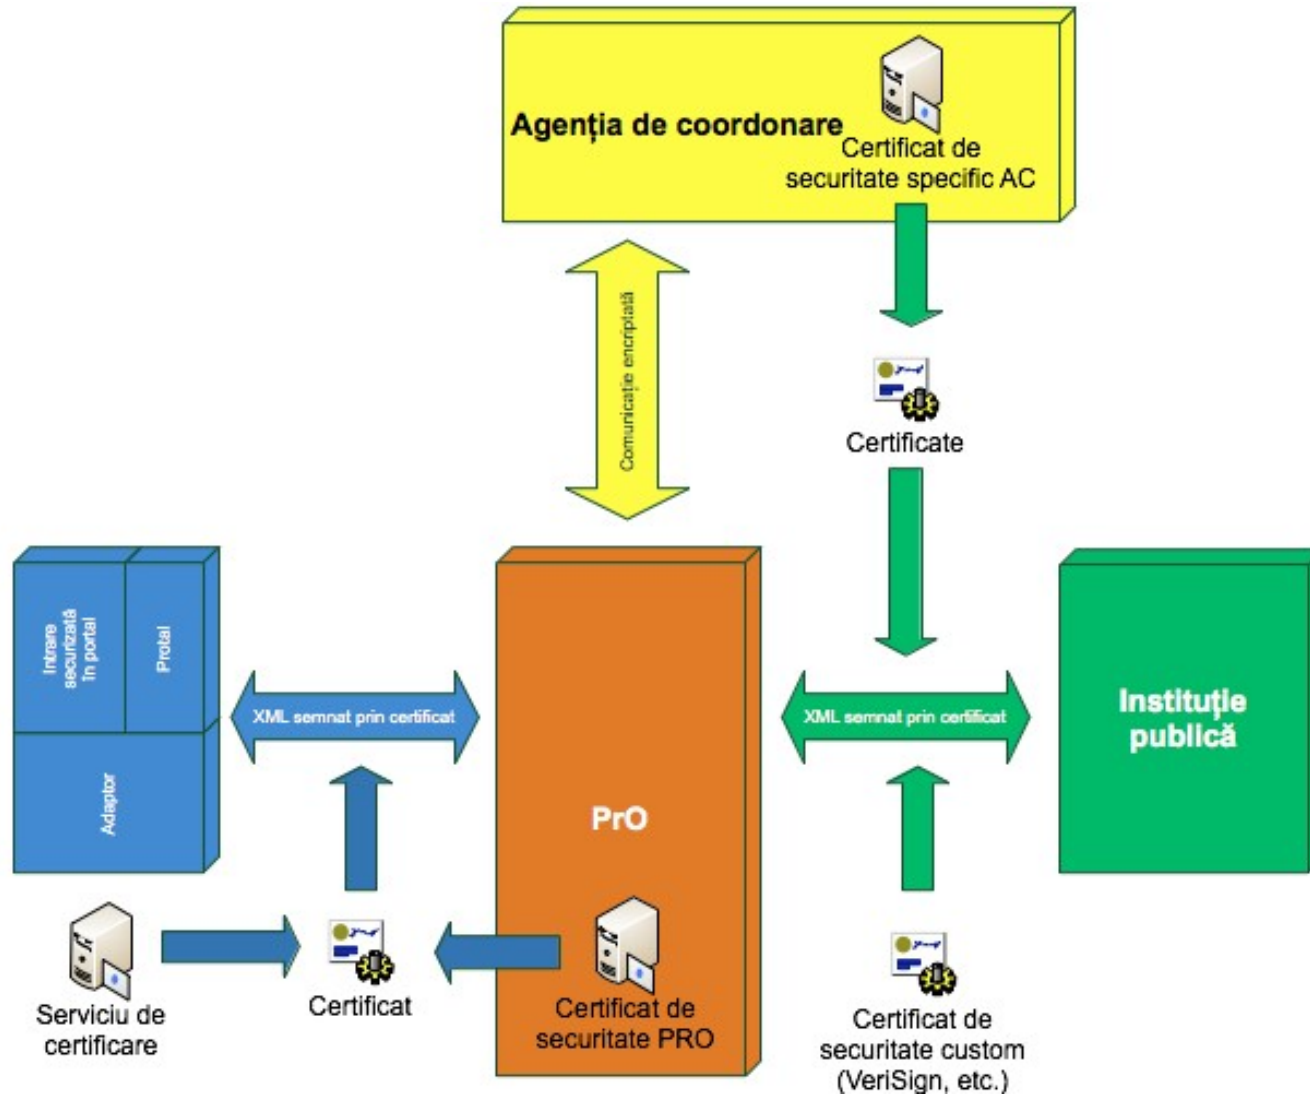 Agenția de coordonare
Certificat de
securitate specific AC
Comunicație encriptată
Certificate
Intrare
securizată
în portal
Protal
Adaptor
XML semnat prin certificat
PrO
XML semnat prin certificat
Instituție
publică
Serviciu de
certificare
Certificat
Certificat de
securitate PRO
Certificat de
securitate custom
(VeriSign, etc.)